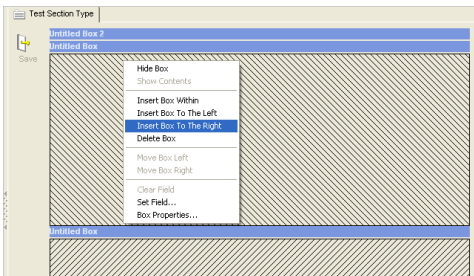 Test Section Type
Untitled Box 2
Untitled Box
Save
Hide Box
Show Contents
Insert Box Within
Insert Box To The Left
Insert Box To The Right
Delete Box
Move Box Left
Move Box Right
Clear Field
Set Field...
Box Properties...
Untitled Box